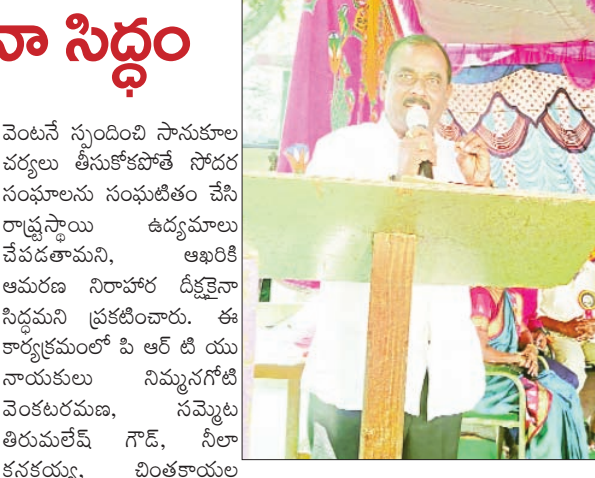 నా సిద్ధం
వెంటనే స్పందించి సానుకూల
చర్యలు తీసుకోకపోతే సోదర
సంఘాలను సంఘటితం చేసి
రాష్ట్రస్థాయి ఉద్యమాలు
చేపడతామని, ఆఖరికి
ఆమరణ నిరాహార దీక్షకైనా
సిద్ధమని ప్రకటించారు. ఈ
కార్యక్రమంలో పి ఆర్ టి యు
నాయకులు నిమ్మనగోటి
వెంకటరమణ, సమ్మెట
తిరుమలేష్ గౌడ్, నీలా
కనకయ్య, చింతకాయల